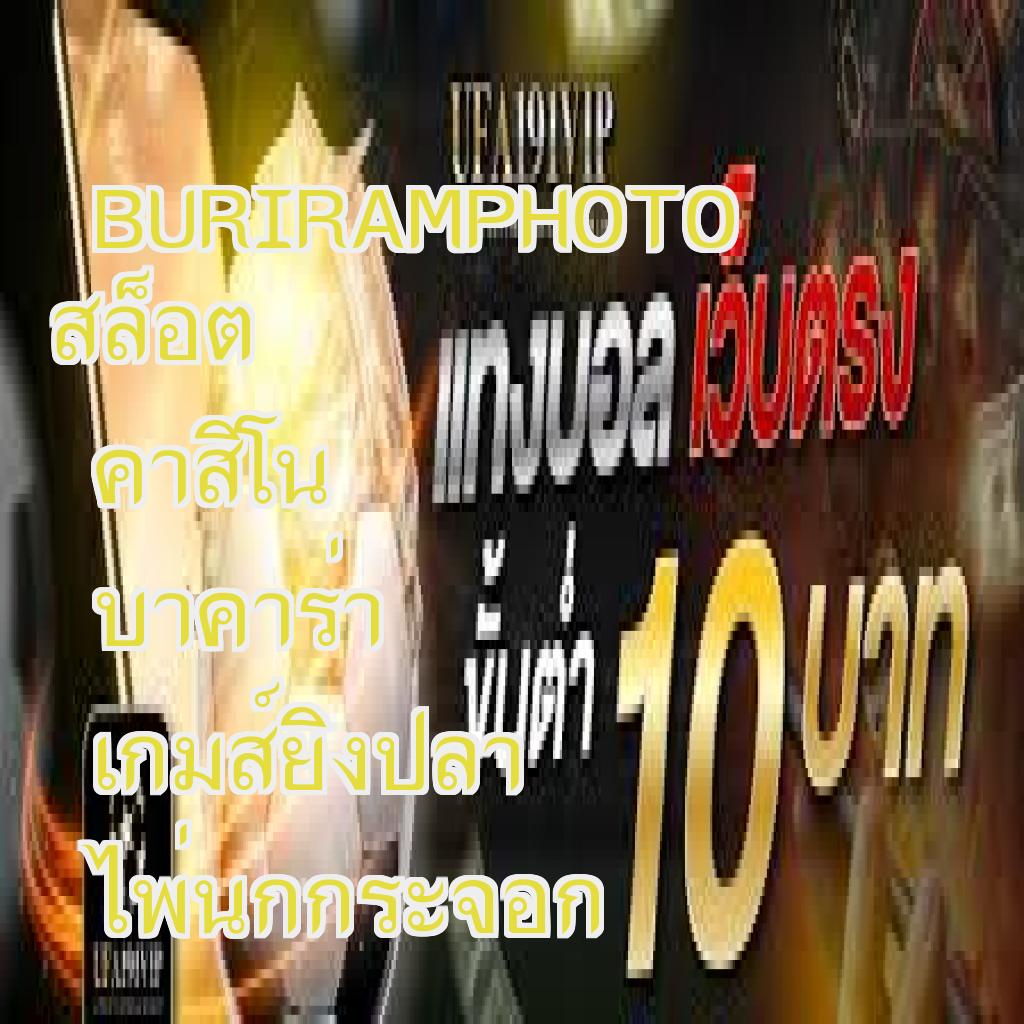 UFA191VIP
BURIRAMPHOTO
สล็อต
แทงบอล เว็บตรง
คาสิโน
บาคาร่า
ขั้นต่ำ 10 บาท
เกมส์ยิงปลา
ไพ่นกกระจอก
UFA191VIP